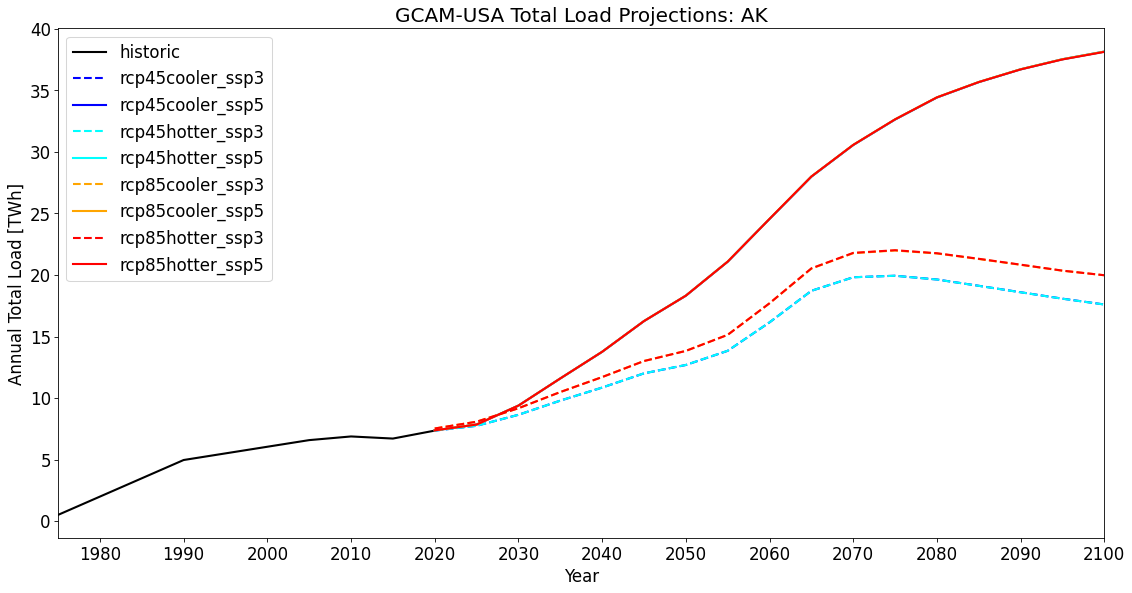 GCAM-USA Total Load Projections: AK
40
35
30
25
20
15
10
5
0
Annual Total Load [TWh]
historic
rcp45cooler_ssp3
rcp45cooler_ssp5
rcp45hotter_ssp3
rcp45hotter_ssp5
rcp85cooler_ssp3
rcp85cooler_ssp5
rcp85hotter_ssp3
rcp85hotter_ssp5
1980 1990 2000 2010 2020 2030 2040 2050 2060 2070 2080 2090 2100
Year